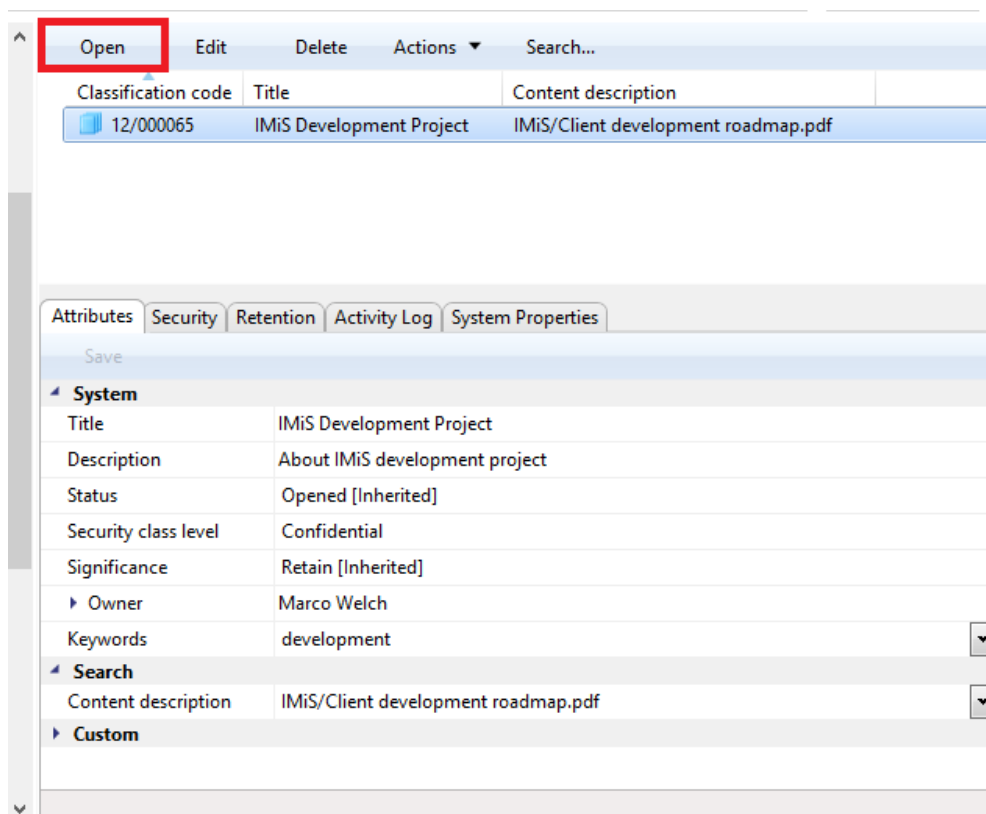 Open Edit Delete Actions Search...
Classification code Title Content description
12/000065 IMiS Development Project IMiS/Client development roadmap.pdf
Attributes Security Retention Activity Log System Properties
Save
System
Title IMiS Development Project
Description About IMiS development project
Status Opened [Inherited]
Security class level Confidential
Significance Retain [Inherited]
Owner Marco Welch
Keywords development
Search
Content description IMiS/Client development roadmap.pdf
Custom